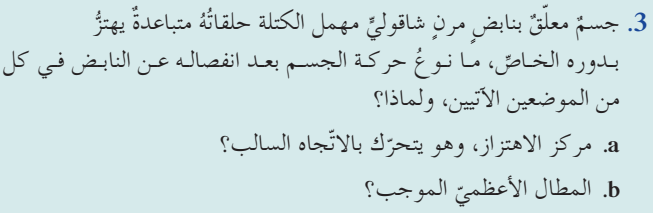 3. جسمٌ معلّقٌ بنابضٍ مرنٍ شاقوليٍّ مهمل الكتلة حلقاتُهُ متباعدةٌ يهتزُّ
بدوره الخاصِّ، ما نوعُ حركة الجسم بعد انفصاله عن النابض في كل
من الموضعين الآتيين، ولماذا؟
a. مركز الاهتزاز، وهو يتحرّك بالاتّجاه السالب؟
b. المطال الأعظميّ الموجب؟